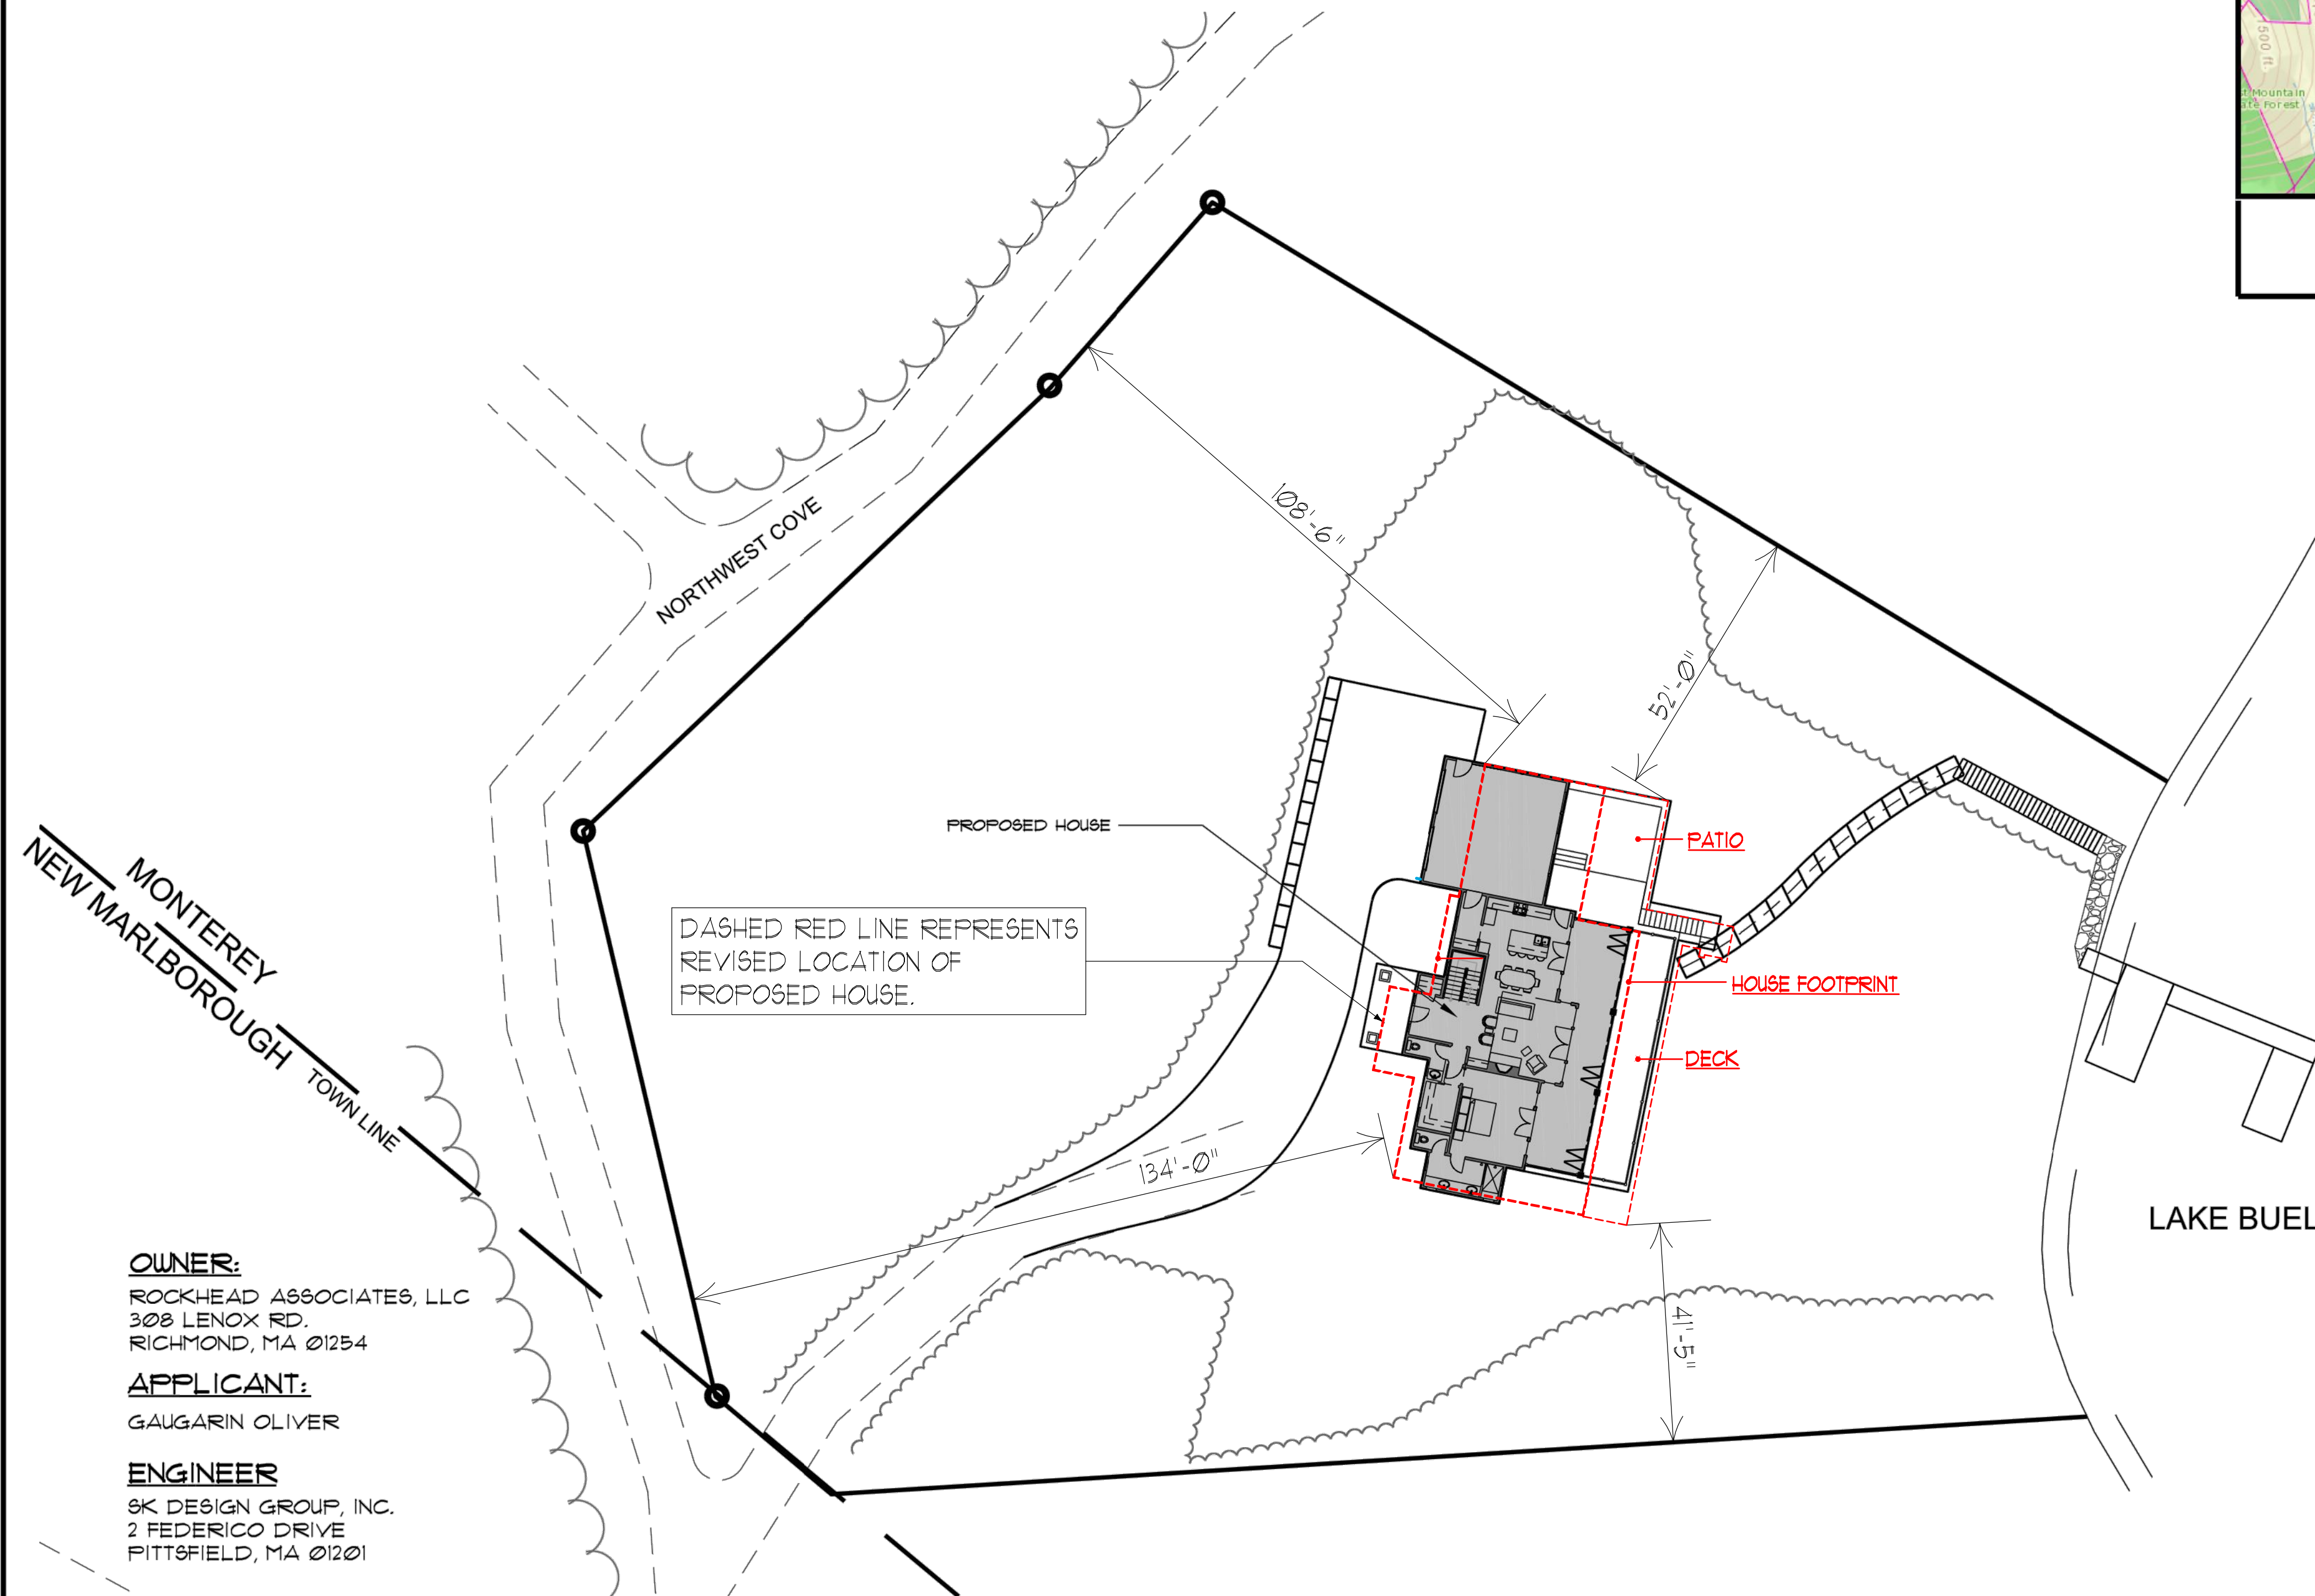 500 ft.
NORTHWEST COVE
108'-6"
52'-0"
PROPOSED HOUSE
PATIO
DASHED RED LINE REPRESENTS
REVISED LOCATION OF
PROPOSED HOUSE.
HOUSE FOOTPRINT
DECK
MONTEREY
NEW MARLBOROUGH
TOWN LINE
134'-0"
41'-5"
OWNER:
ROCKHEAD ASSOCIATES, LLC
308 LENOX RD.
RICHMOND, MA 01254
APPLICANT:
GAUGARIN OLIVER
ENGINEER
SK DESIGN GROUP, INC.
2 FEDERICO DRIVE
PITTSFIELD, MA 01201
LAKE BUEL